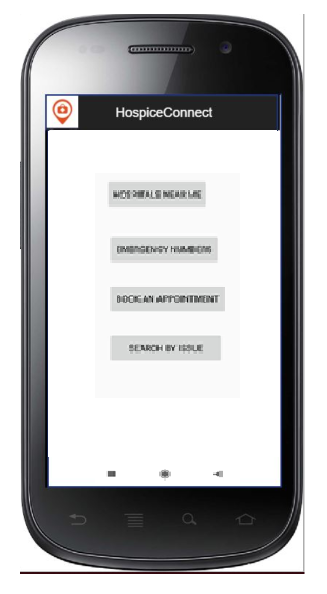 HospiceConnect
HOSPITALS NEAR ME
EMERGENCY NUMBERS
BOOK AN APPOINTMENT
SEARCH BY ISSUE